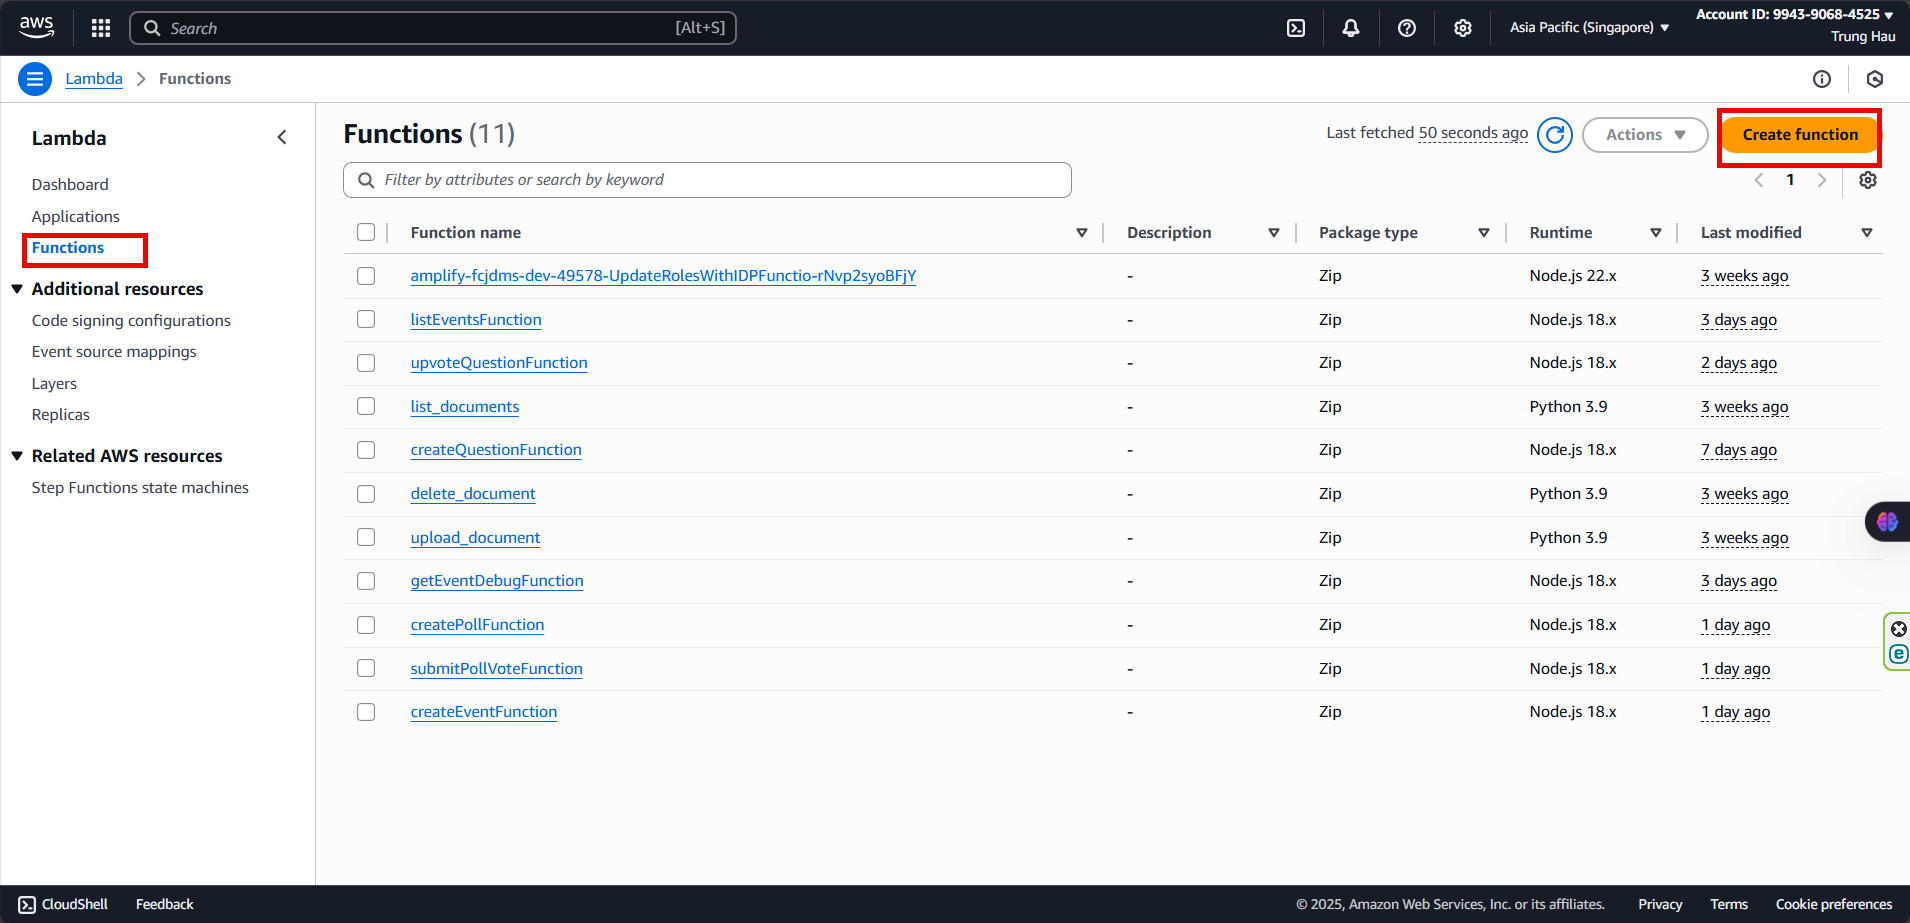 aws
Search [Alt+S]
Asia Pacific (Singapore)
Account ID: 9943-9068-4525
Trung Hau
Lambda > Functions
Lambda
Dashboard
Applications
Functions
Additional resources
Code signing configurations
Event source mappings
Layers
Replicas
Related AWS resources
Step Functions state machines
Functions (11)
Last fetched 50 seconds ago
Actions
Create function
Filter by attributes or search by keyword
1
Function name Description Package type Runtime Last modified
amplify-fcjdms-dev-49578-UpdateRolesWithIDPFunctio-rNvp2syoBFjY - Zip Node.js 22.x 3 weeks ago
listEventsFunction - Zip Node.js 18.x 3 days ago
upvoteQuestionFunction - Zip Node.js 18.x 2 days ago
list_documents - Zip Python 3.9 3 weeks ago
createQuestionFunction - Zip Node.js 18.x 7 days ago
delete_document - Zip Python 3.9 3 weeks ago
upload_document - Zip Python 3.9 3 weeks ago
getEventDebugFunction - Zip Node.js 18.x 3 days ago
createPollFunction - Zip Node.js 18.x 1 day ago
submitPollVoteFunction - Zip Node.js 18.x 1 day ago
createEventFunction - Zip Node.js 18.x 1 day ago
CloudShell Feedback © 2025, Amazon Web Services, Inc. or its affiliates. Privacy Terms Cookie preferences